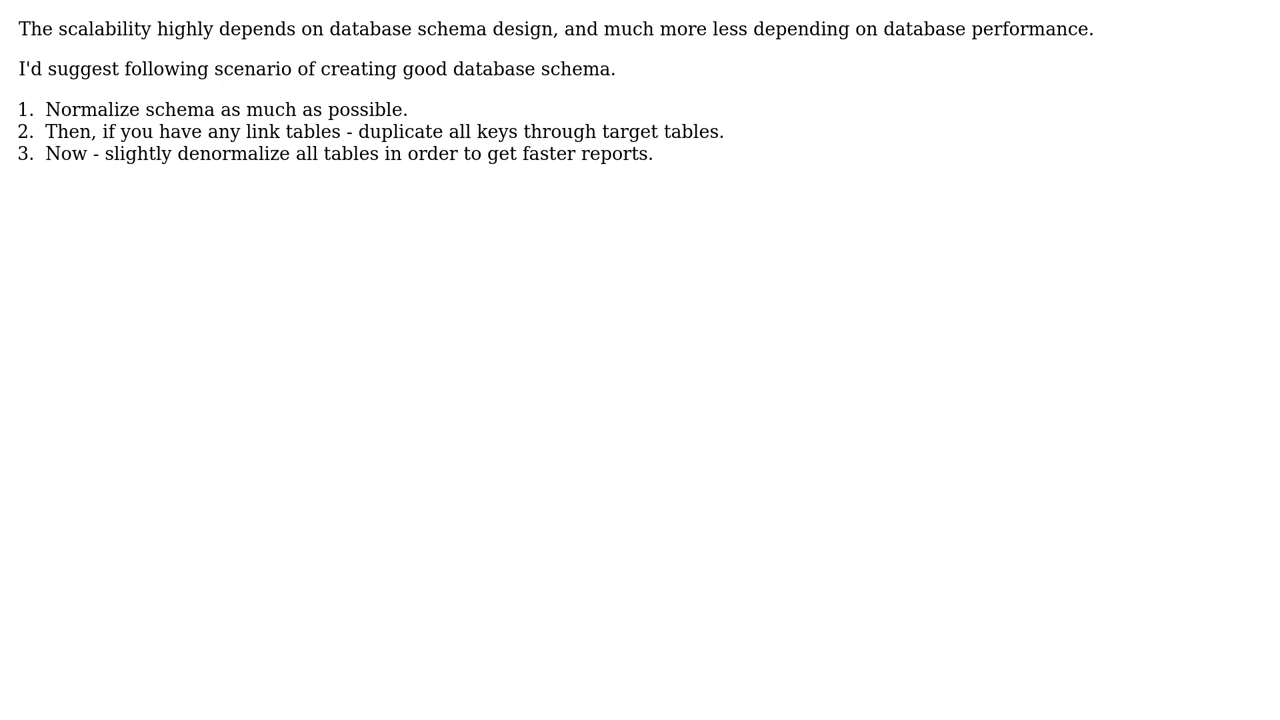 The scalability highly depends on database schema design, and much more less depending on database performance.
I'd suggest following scenario of creating good database schema.
1. Normalize schema as much as possible.
2. Then, if you have any link tables - duplicate all keys through target tables.
3. Now - slightly denormalize all tables in order to get faster reports.